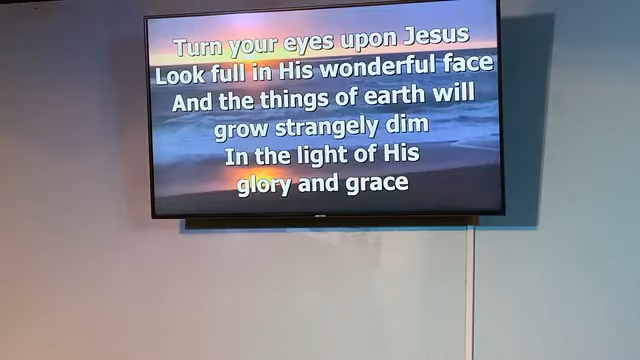 Turn your eyes upon Jesus
Look full in His wonderful face
And the things of earth will
grow strangely dim
In the light of His
glory and grace